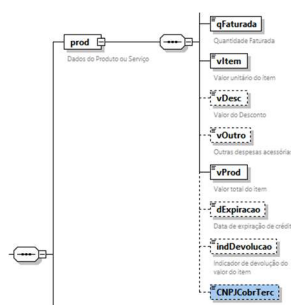 qFaturada
Quantidade Faturada
prod
Dados do Produto ou Serviço
vItem
Valor unitário do item
vDesc
Valor do Desconto
vOutro
Outras despesas acessória
vProd
Valor total do item
dExpiracao
Data de expiração de crédit
indDevolucao
Indicador de devolução do
valor do item
CNPJCobrTerc